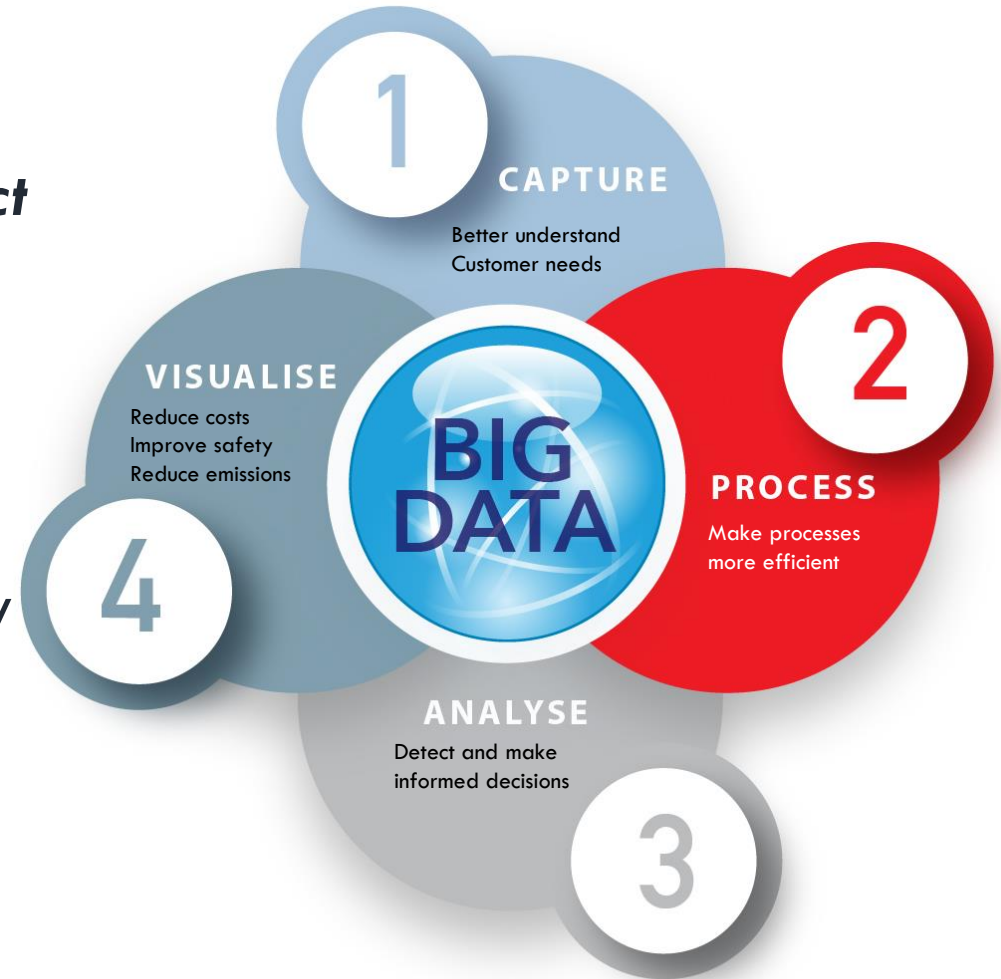 ct
1
CAPTURE
Better understand
Customer needs
2
PROCESS
Make processes
more efficient
BIG
DATA
VISUALISE
Reduce costs
Improve safety
Reduce emissions
4
y
ANALYSE
Detect and make
informed decisions
3